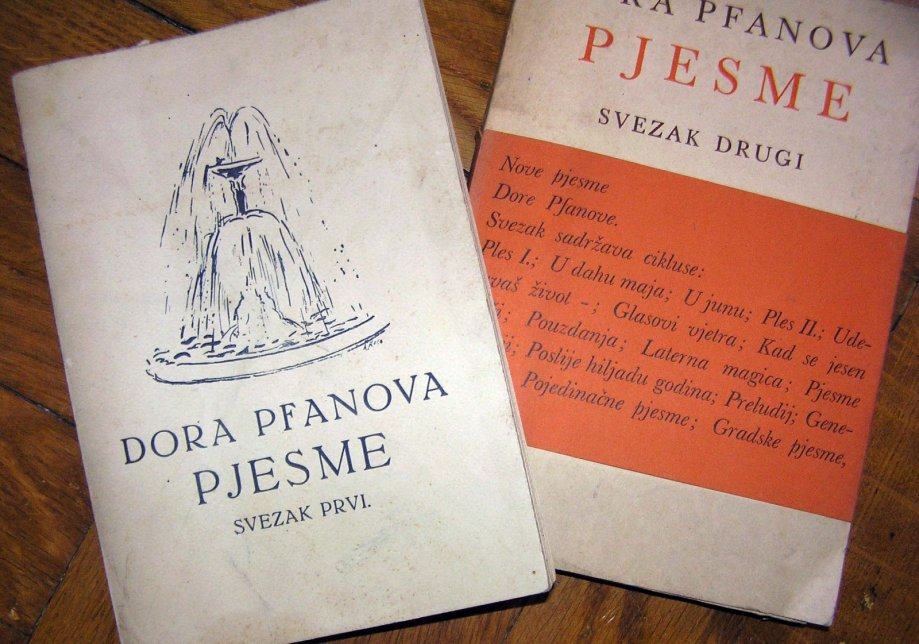 DORA PFANOVA
PJESME
SVEZAK PRVI.
PFANOVA
PJESME
SVEZAK DRUGI
Nove pjesme
Dore Pfanove.
Svezak sadržava cikluse:
Ples I.; U dahu maja; U junu; Ples II.; Ude-
život -; Glasovi vjetra; Kad se jesen
Pouzdanja; Laterna magica; Pjesme
Poslije hiljadu godina; Preludij; Gene-
Pojedinačne pjesme; Gradske pjesme,